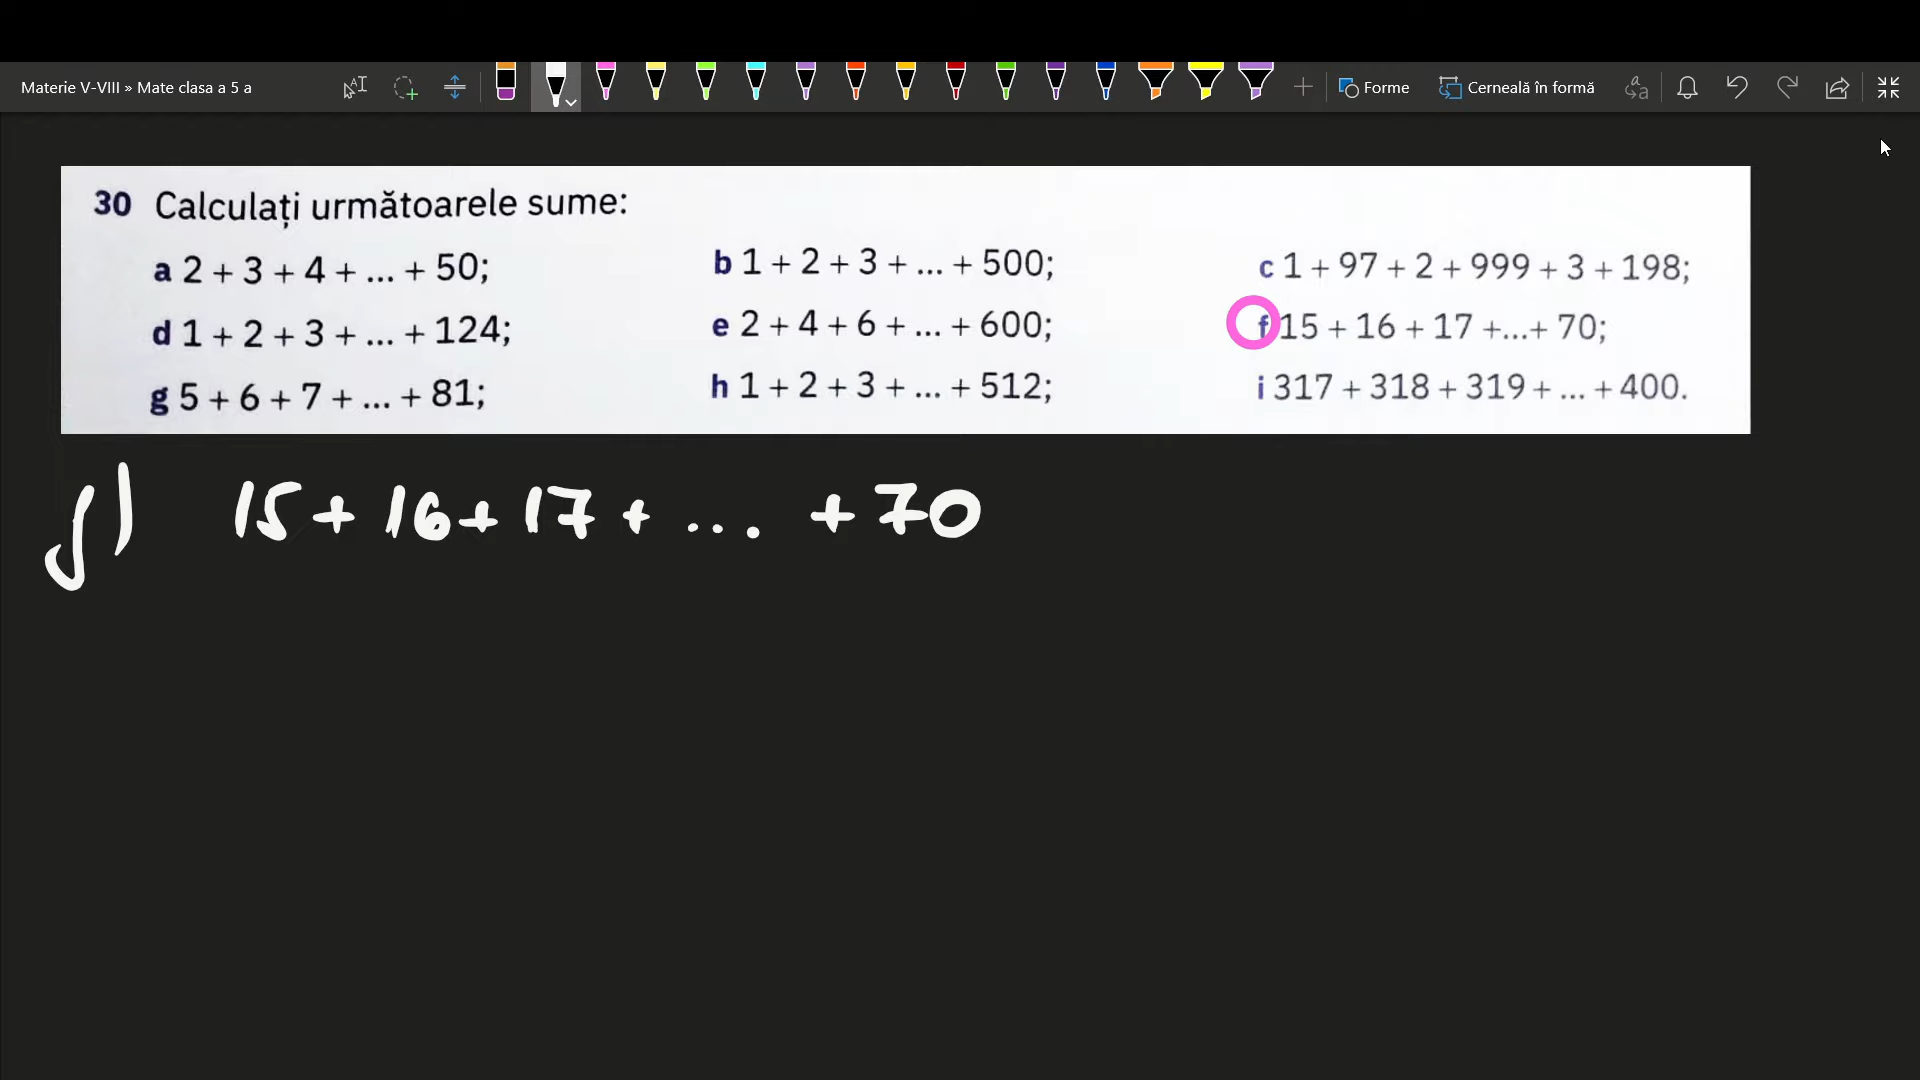 Materie V-VIII » Mate clasa a 5 a
Forme
Cerneală în formă
30 Calculați următoarele sume:
a 2 + 3 + 4 + ... + 50;
b 1 + 2 + 3 + ... + 500;
c 1 + 97 + 2 + 999 + 3 + 198;
d 1 + 2 + 3 + ... + 124;
e 2 + 4 + 6 + ... + 600;
f 15 + 16 + 17 +...+ 70;
g 5 + 6 + 7 + ... + 81;
h 1 + 2 + 3 + ... + 512;
i 317 + 318 + 319 + ... + 400.
f) 15 + 16 + 17 + ... + 70